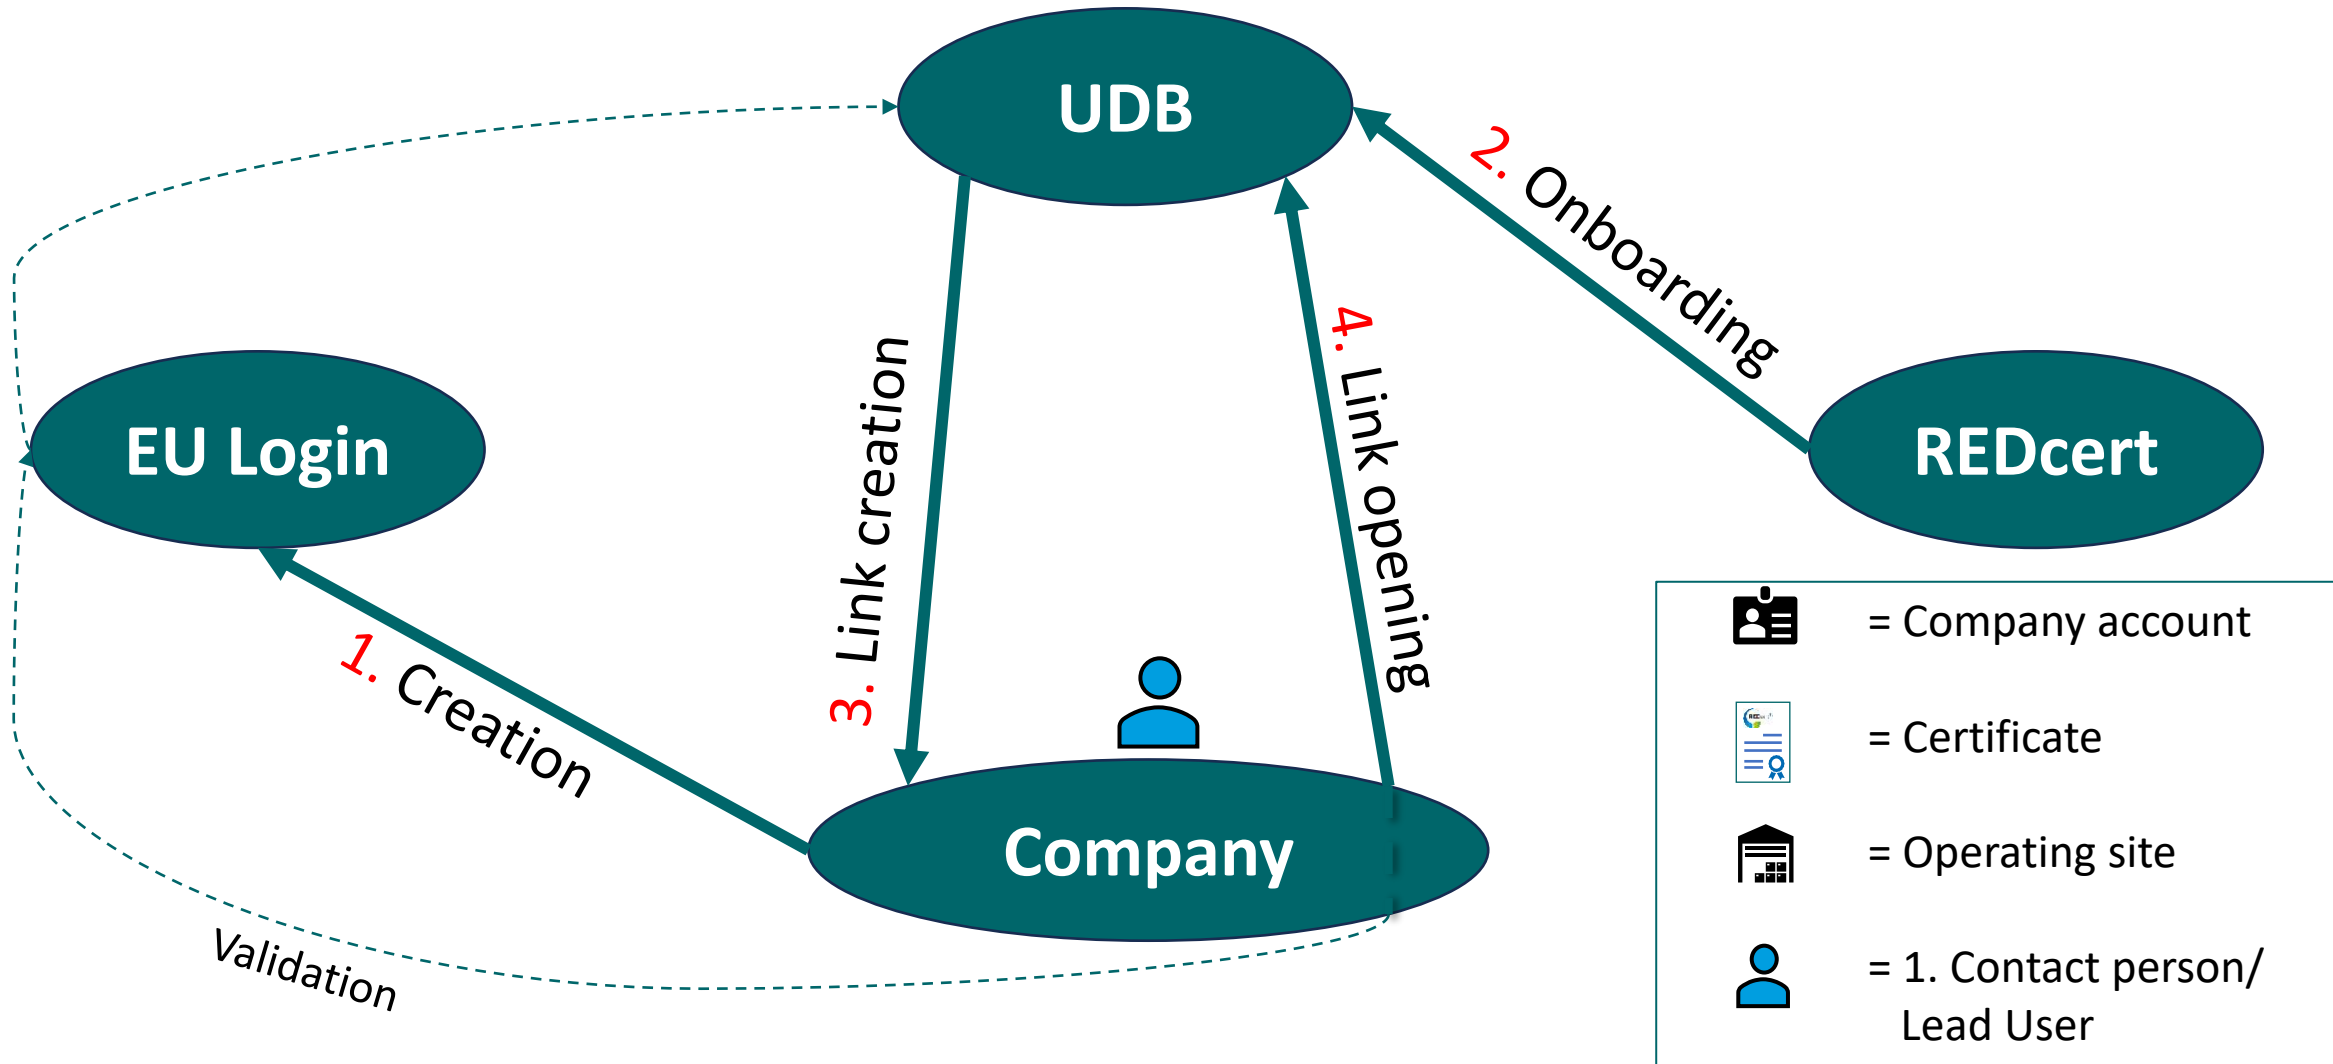 UDB
2. Onboarding
EU Login
3. Link creation
4. Link opening
REDcert
1. Creation
Company
Validation
= Company account
= Certificate
= Operating site
= 1. Contact person/
Lead User